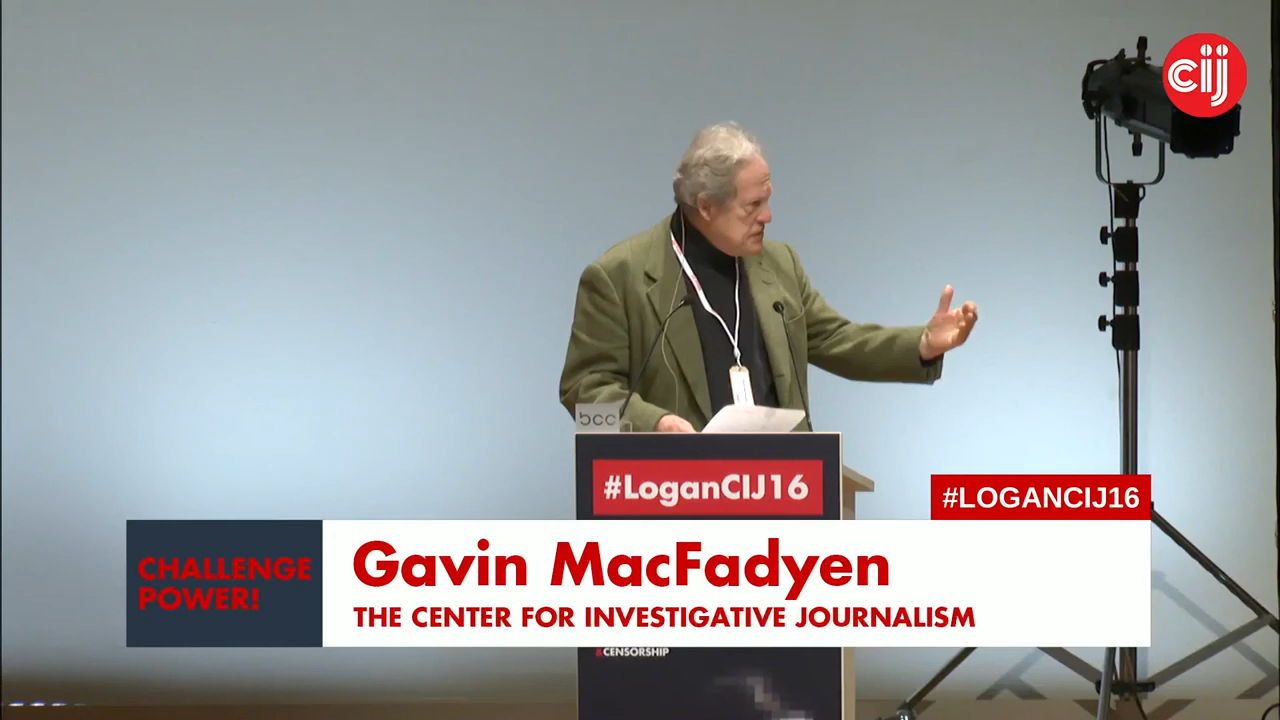 cij
bcc
#LoganCIJ16
#LOGANCIJ16
CHALLENGE
POWER!
Gavin MacFadyen
THE CENTER FOR INVESTIGATIVE JOURNALISM
&CENSORSHIP